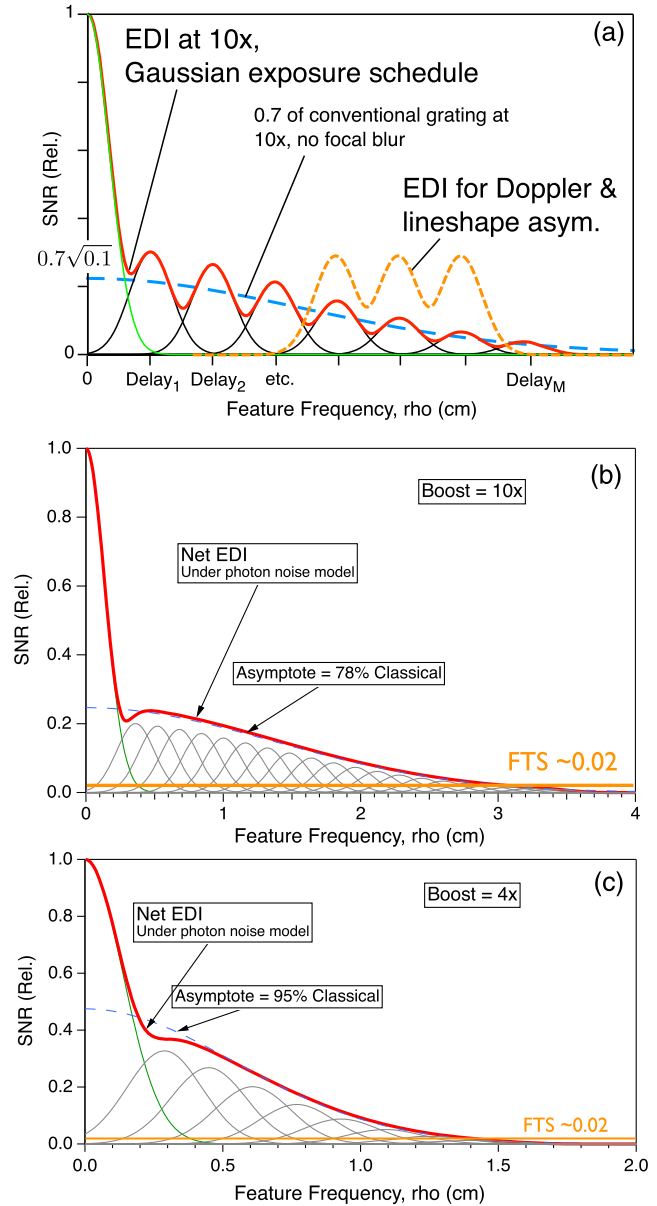 1
(a)
EDI at 10x,
Gaussian exposure schedule
0.7 of conventional grating at
10x, no focal blur
EDI for Doppler &
lineshape asym.
SNR (Rel.)
0.7√0.1
0
0
Delay1
Delay2
etc.
DelayM
Feature Frequency, rho (cm)
1.0
(b)
Boost = 10x
0.8
Net EDI
Under photon noise model
0.6
SNR (Rel.)
0.4
Asymptote = 78% Classical
0.2
FTS ~0.02
0.0
0
1
2
3
4
Feature Frequency, rho (cm)
1.0
(c)
Boost = 4x
Net EDI
Under photon noise model
0.8
0.6
Asymptote = 95% Classical
SNR (Rel.)
0.4
0.2
FTS ~0.02
0.0
0.0
0.5
1.0
1.5
2.0
Feature Frequency, rho (cm)